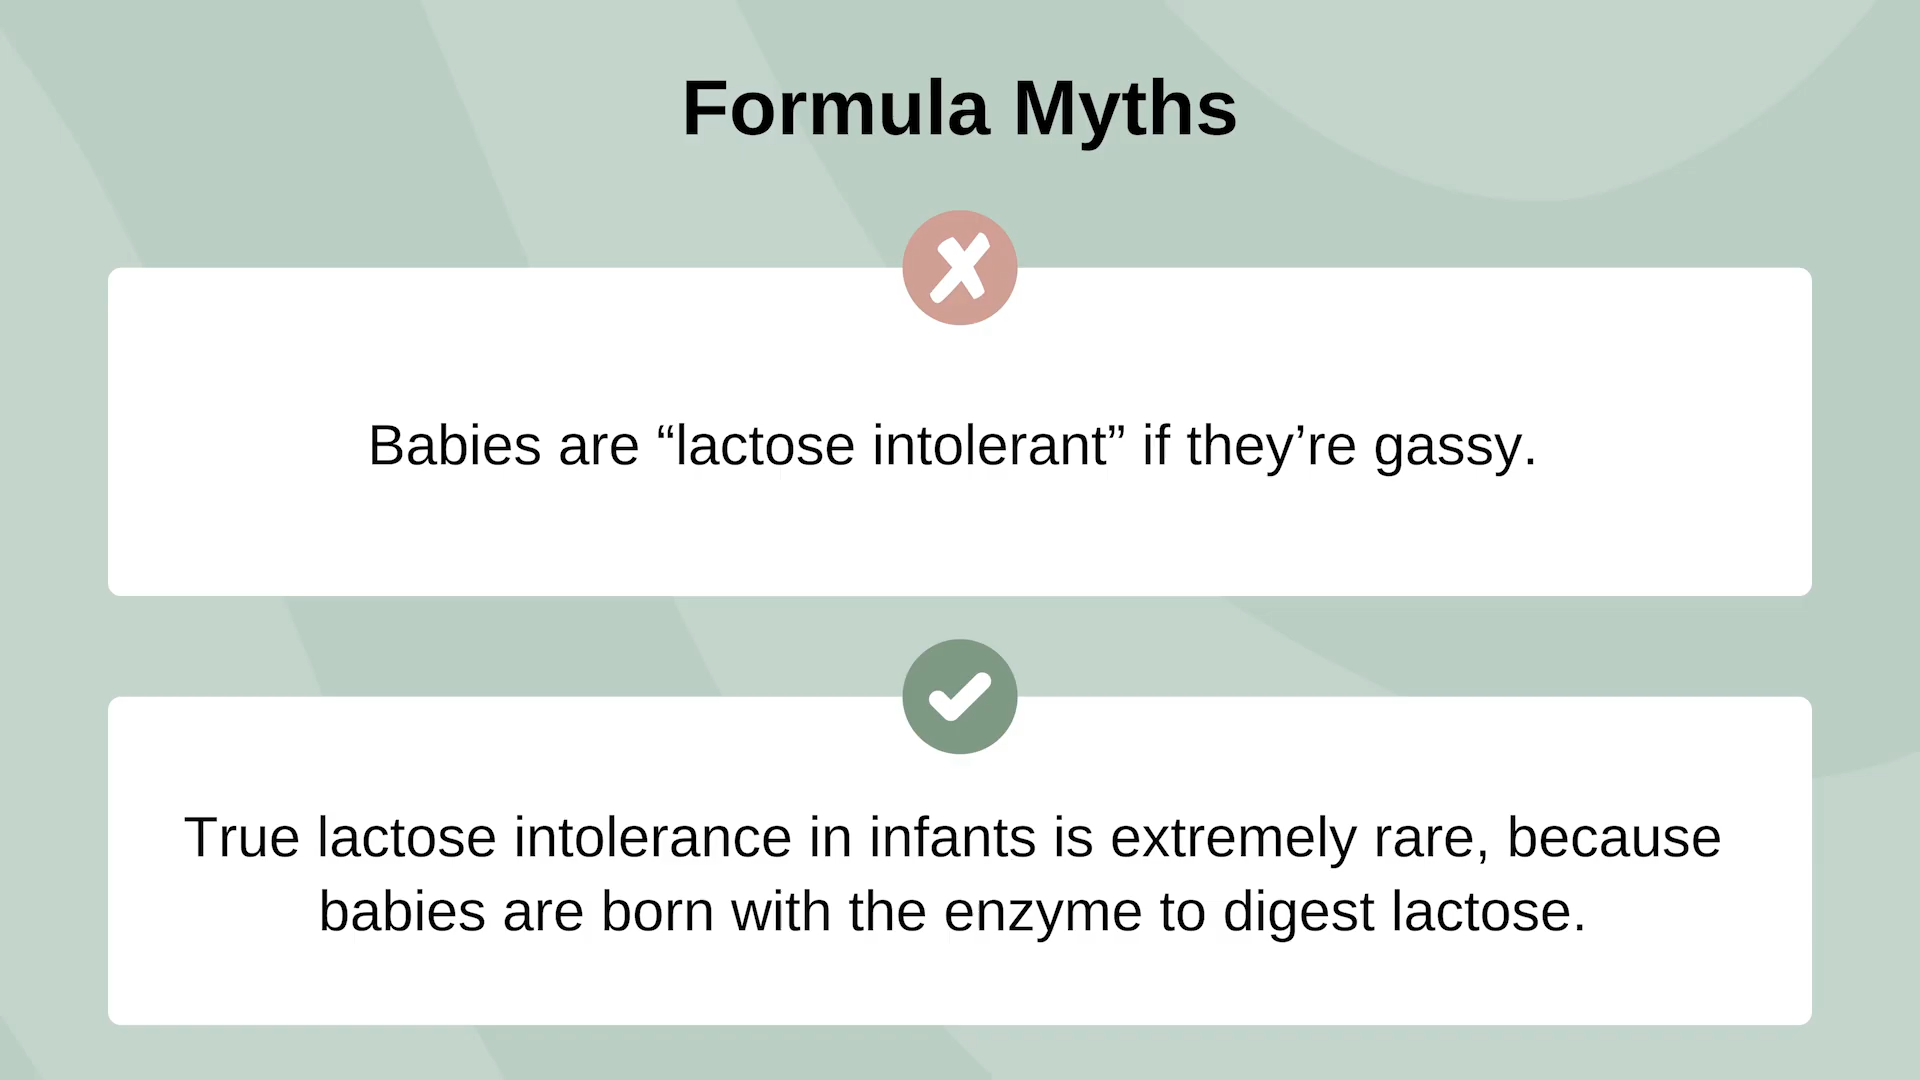 Formula Myths
Babies are “lactose intolerant” if they’re gassy.
True lactose intolerance in infants is extremely rare, because
babies are born with the enzyme to digest lactose.